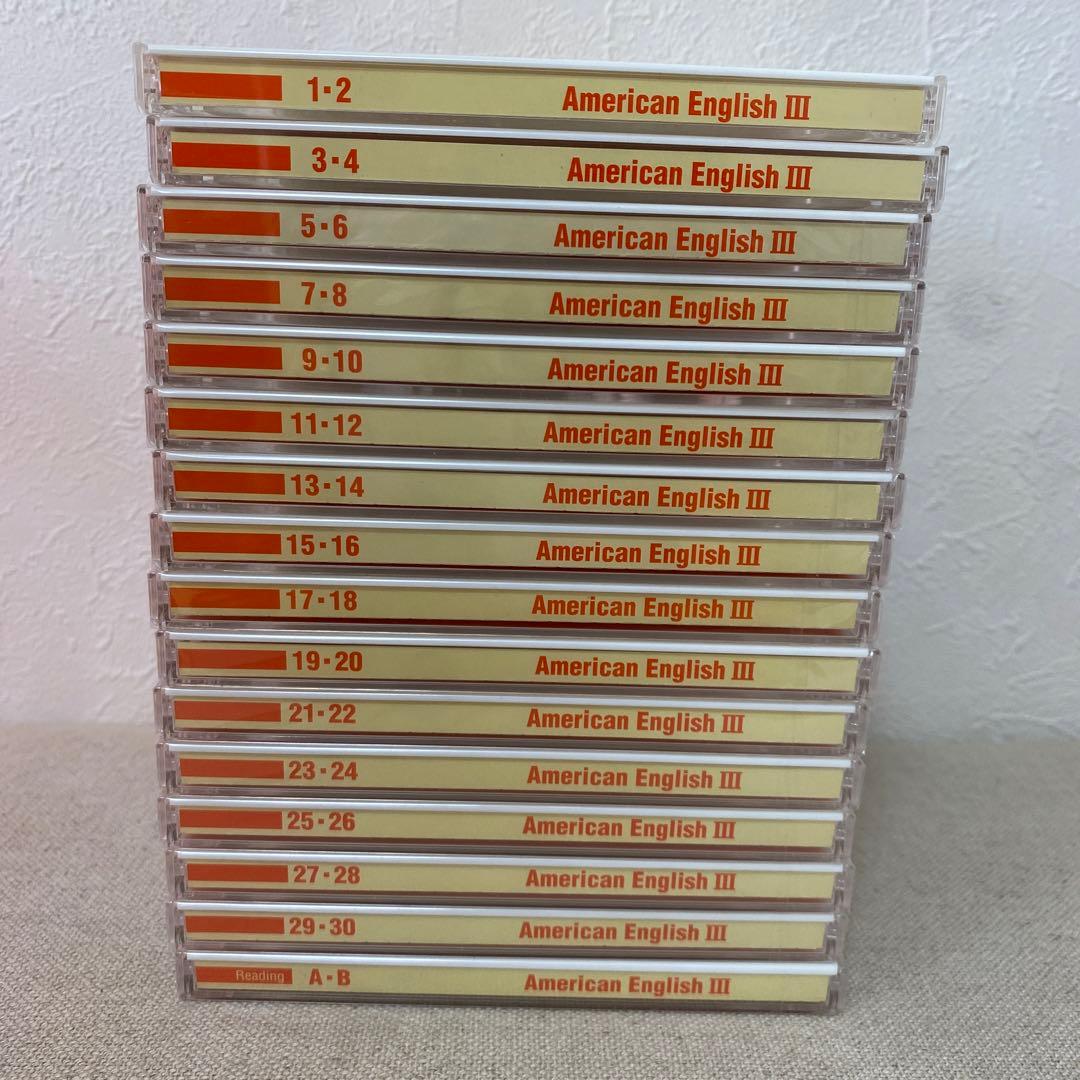 1·2 American English III
3·4 American English III
5·6 American English III
7·8 American English III
9·10 American English III
11·12 American English III
13·14 American English III
15·16 American English III
17·18 American English III
19·20 American English III
21·22 American English III
23·24 American English III
25·26 American English III
27·28 American English III
29·30 American English III
Reading A·B American English III